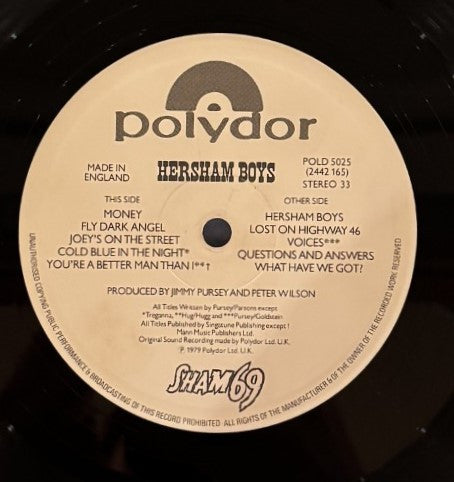 polydor
MADE IN
ENGLAND
HERSHAM BOYS
POLD 5025
(2442 165)
STEREO 33
THIS SIDE
MONEY
FLY DARK ANGEL
JOEY'S ON THE STREET
COLD BLUE IN THE NIGHT*
YOU'RE A BETTER MAN THAN I**†
OTHER SIDE
HERSHAM BOYS
LOST ON HIGHWAY 46
VOICES***
QUESTIONS AND ANSWERS
WHAT HAVE WE GOT?
PRODUCED BY JIMMY PURSEY AND PETER WILSON
All Titles Written by Pursey/Parsons except
*Treganna, **Hug/Hugg and ***Pursey/Goldstein
All Titles Published by Singatune Publishing except †
Mann Music Publishers Ltd.
Original Sound Recording made by Polydor Ltd. U.K.
℗ 1979 Polydor Ltd. U.K.
SHAM 69
UNAUTHORISED COPYING PUBLIC PERFORMANCE & BROADCASTING OF THIS RECORD PROHIBITED. ALL RIGHTS OF THE MANUFACTURER & OF THE OWNER OF THE RECORDED WORK RESERVED